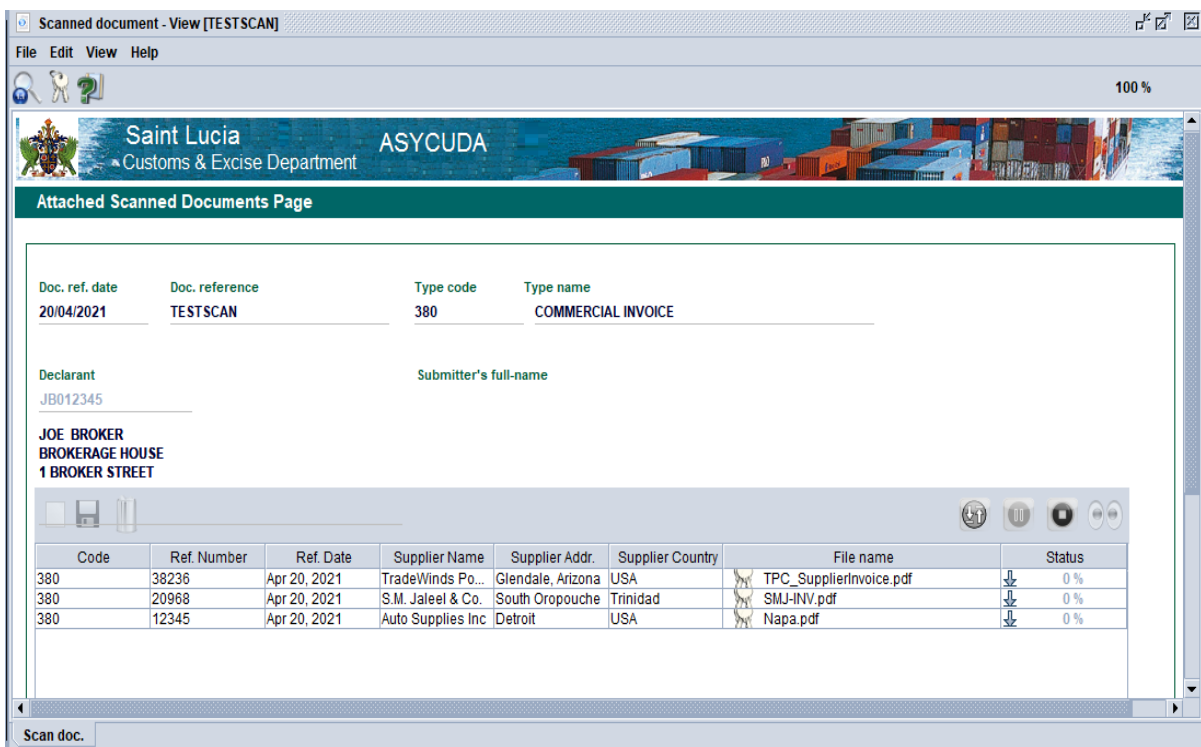 Scanned document - View [TESTSCAN]
File Edit View Help
100 %
Saint Lucia
Customs & Excise Department
ASYCUDA
Attached Scanned Documents Page
Doc. ref. date Doc. reference Type code Type name
20/04/2021 TESTSCAN 380 COMMERCIAL INVOICE
Declarant Submitter's full-name
JB012345
JOE BROKER
BROKERAGE HOUSE
1 BROKER STREET
Code Ref. Number Ref. Date Supplier Name Supplier Addr. Supplier Country File name Status
380 38236 Apr 20, 2021 TradeWinds Po... Glendale, Arizona USA TPC_SupplierInvoice.pdf 0 %
380 20968 Apr 20, 2021 S.M. Jaleel & Co. South Oropouche Trinidad SMJ-INV.pdf 0 %
380 12345 Apr 20, 2021 Auto Supplies Inc Detroit USA Napa.pdf 0 %
Scan doc.